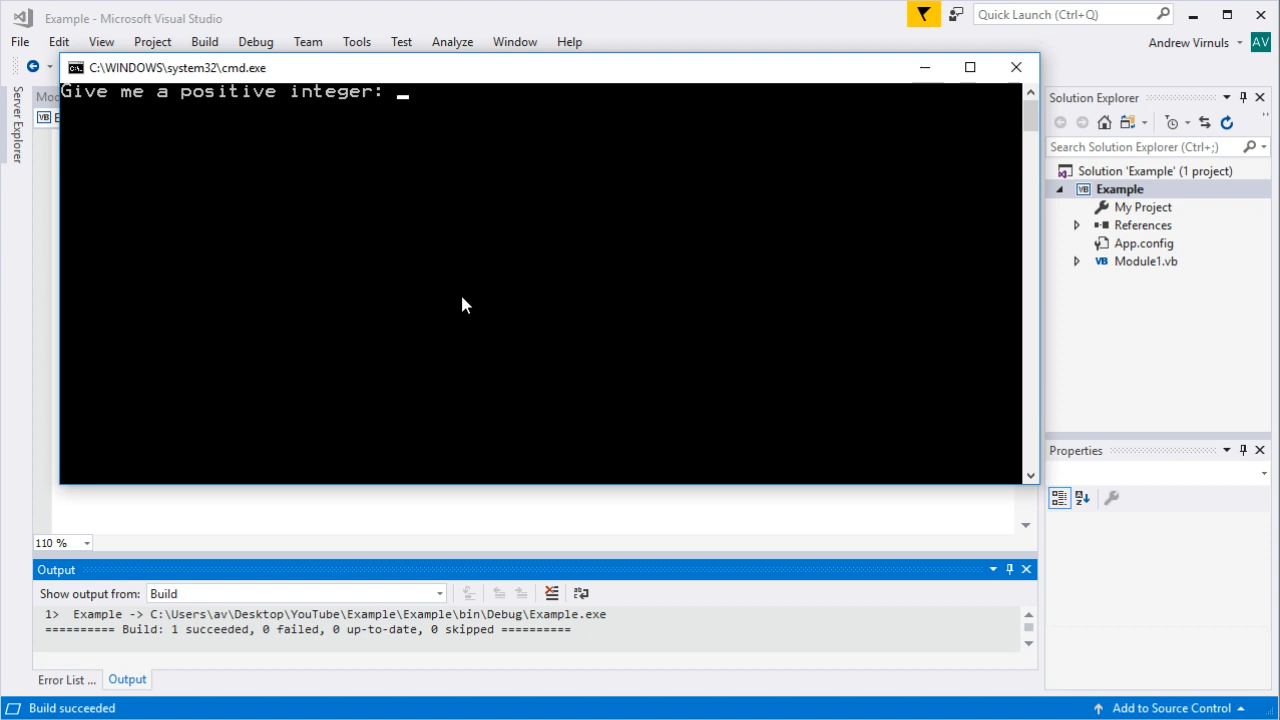 Example - Microsoft Visual Studio
Quick Launch (Ctrl+Q)
File Edit View Project Build Debug Team Tools Test Analyze Window Help
Andrew Virnuls AV
C:\WINDOWS\system32\cmd.exe
Give me a positive integer:
Server Explorer
Solution Explorer
Search Solution Explorer (Ctrl+;)
Solution 'Example' (1 project)
VB Example
My Project
References
App.config
VB Module1.vb
Properties
110 %
Output
Show output from: Build
1> Example -> C:\Users\av\Desktop\YouTube\Example\Example\bin\Debug\Example.exe
========== Build: 1 succeeded, 0 failed, 0 up-to-date, 0 skipped ==========
Error List ... Output
Build succeeded
Add to Source Control